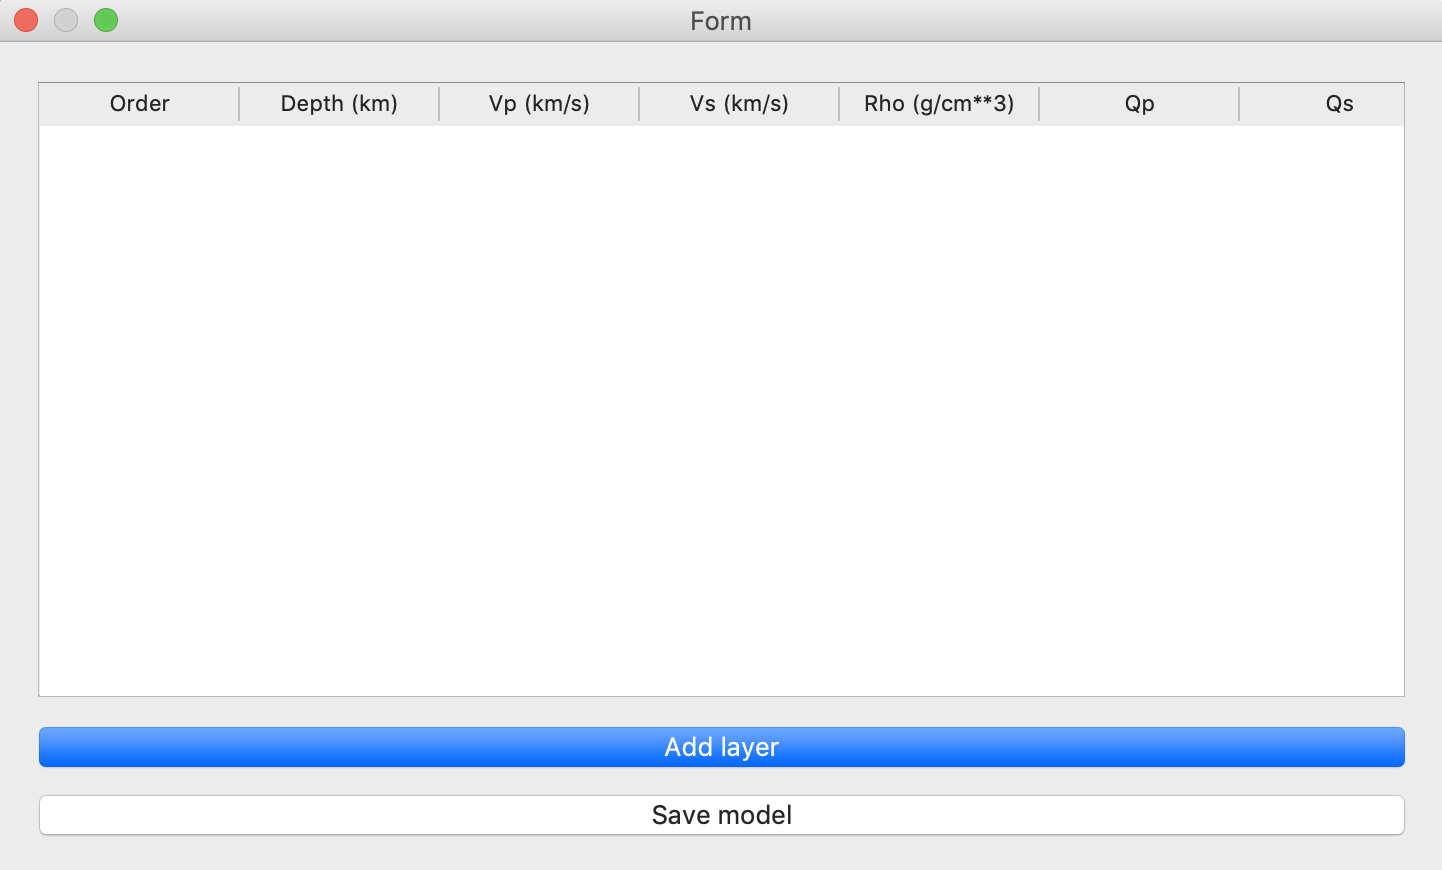 Form
Order Depth (km) Vp (km/s) Vs (km/s) Rho (g/cm**3) Qp Qs
Add layer
Save model